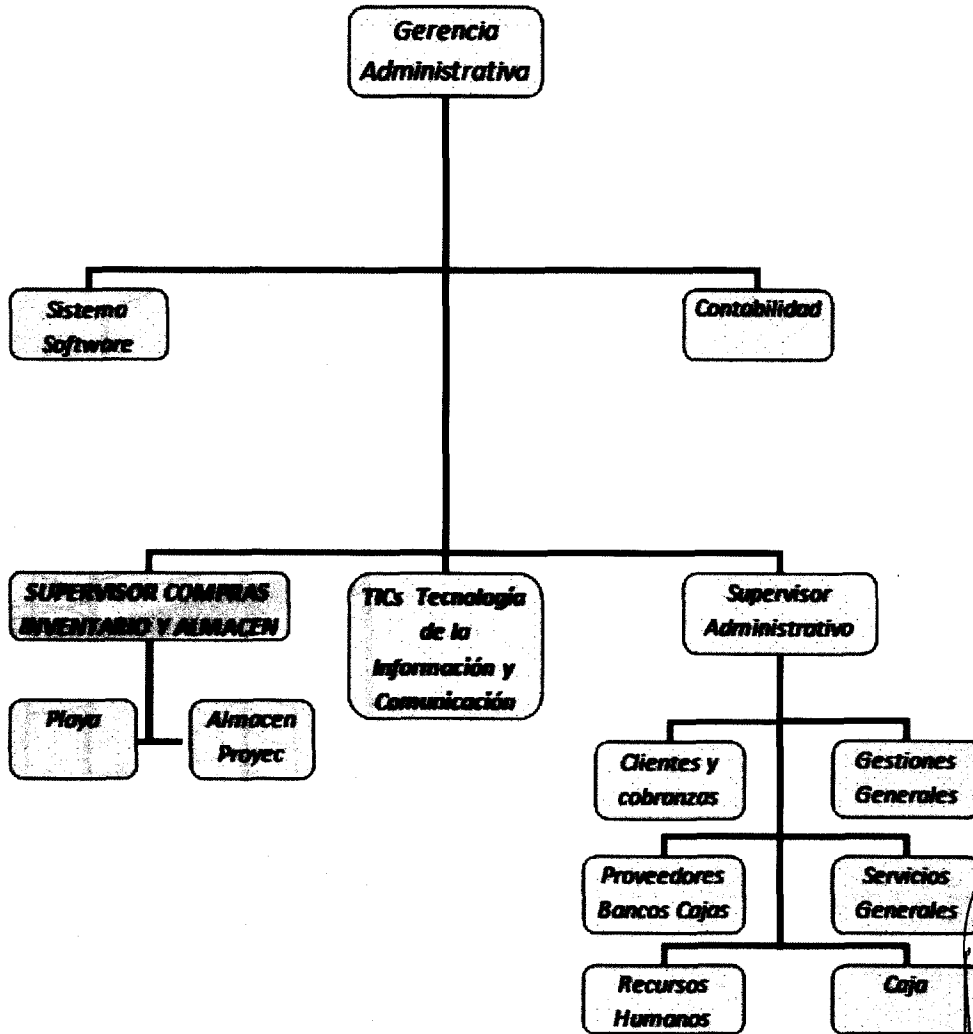 Gerencia
Administrativa
Sistema
Software
Contabilidad
SUPERVISOR COMPRAS
INVENTARIO Y ALMACEN
TICs Tecnología
de la
Información y
Comunicación
Supervisor
Administrativo
Playa
Almacen
Proyec
Clientes y
cobranzas
Gestiones
Generales
Proveedores
Bancos Cajas
Servicios
Generales
Recursos
Humanos
Caja